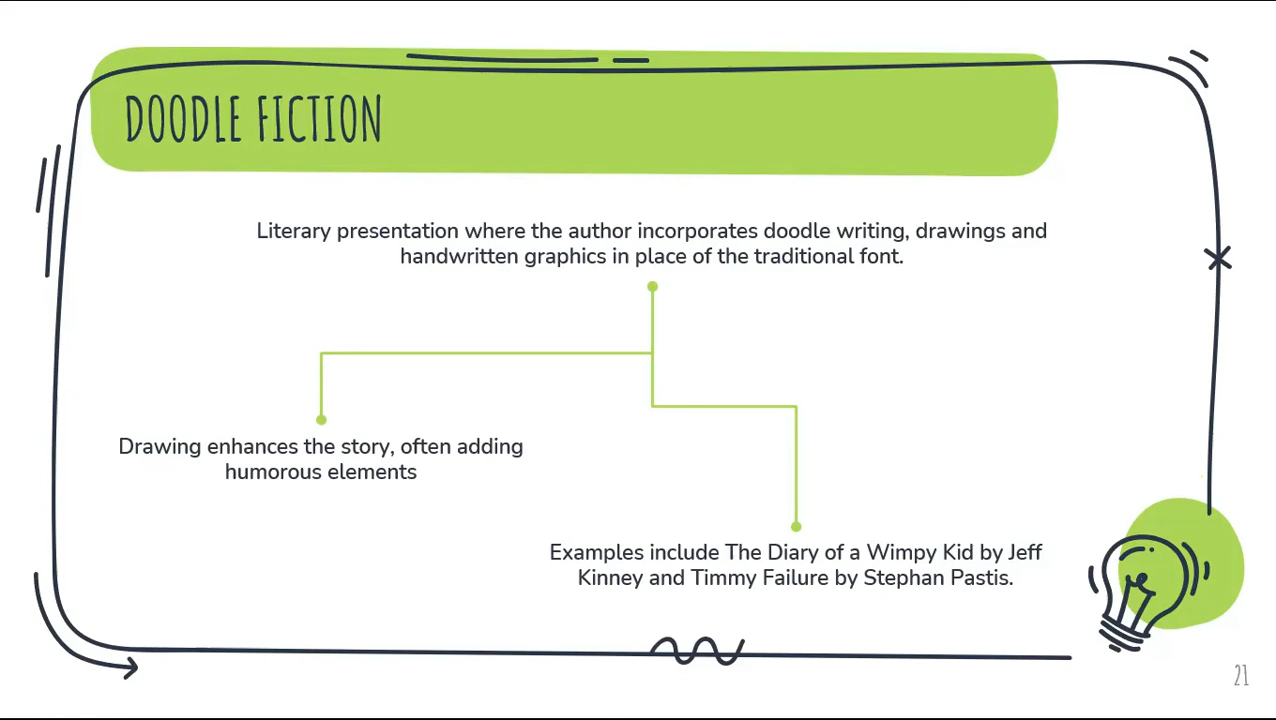 DOODLE FICTION
Literary presentation where the author incorporates doodle writing, drawings and
handwritten graphics in place of the traditional font.
Drawing enhances the story, often adding
humorous elements
Examples include The Diary of a Wimpy Kid by Jeff
Kinney and Timmy Failure by Stephan Pastis.
21